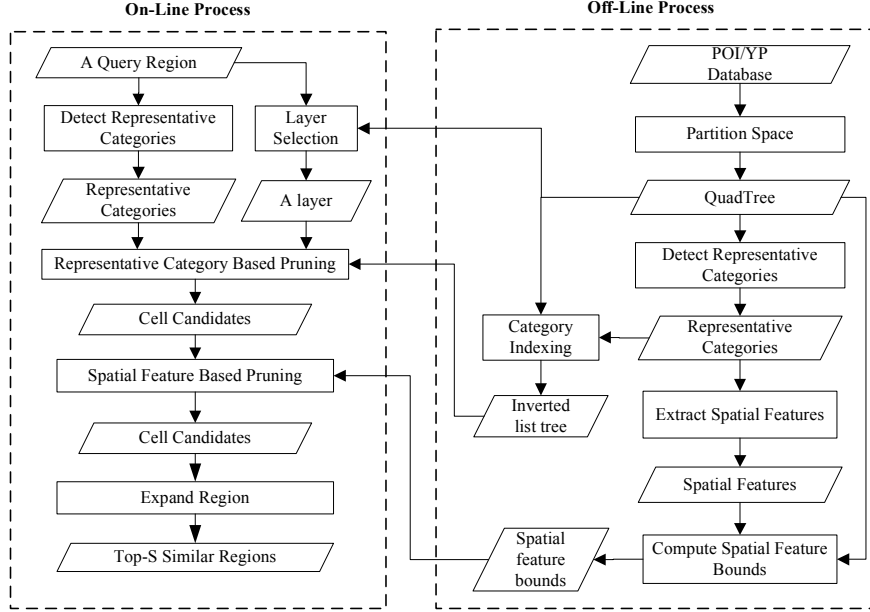 On-Line Process
A Query Region
Detect Representative
Categories
Layer
Selection
Representative
Categories
A layer
Representative Category Based Pruning
Cell Candidates
Spatial Feature Based Pruning
Cell Candidates
Expand Region
Top-S Similar Regions
Off-Line Process
POI/YP
Database
Partition Space
QuadTree
Detect Representative
Categories
Category
Indexing
Representative
Categories
Inverted
list tree
Extract Spatial Features
Spatial Features
Spatial
feature
bounds
Compute Spatial Feature
Bounds